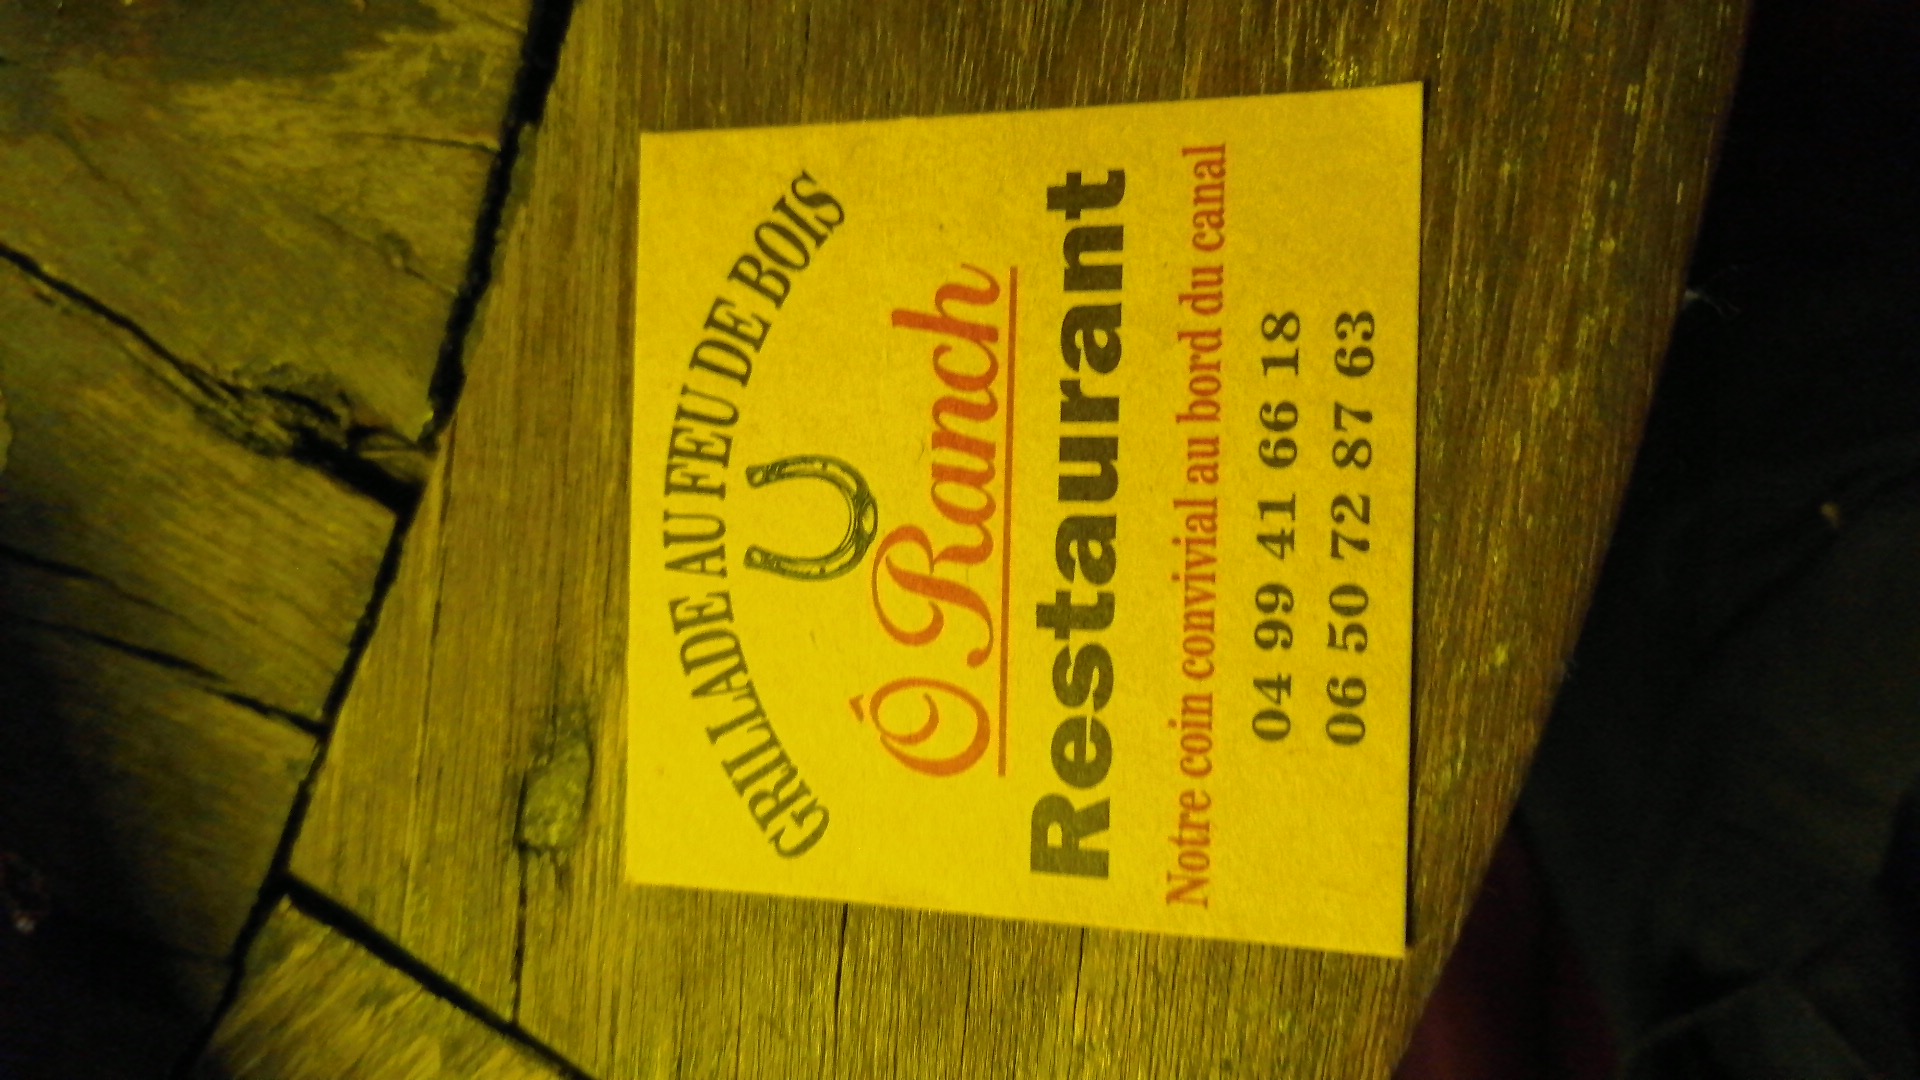 GRILLADE AU FEU DE BOIS
Ô Ranch
Restaurant
Notre coin convivial au bord du canal
04 99 41 66 18
06 50 72 87 63